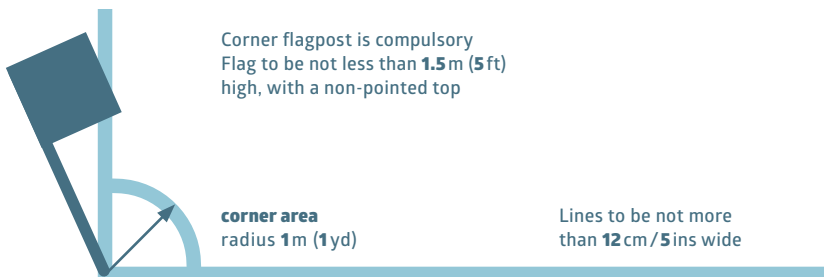 Corner flagpost is compulsory
Flag to be not less than 1.5 m (5 ft)
high, with a non-pointed top
corner area
radius 1 m (1 yd)
Lines to be not more
than 12 cm/5 ins wide